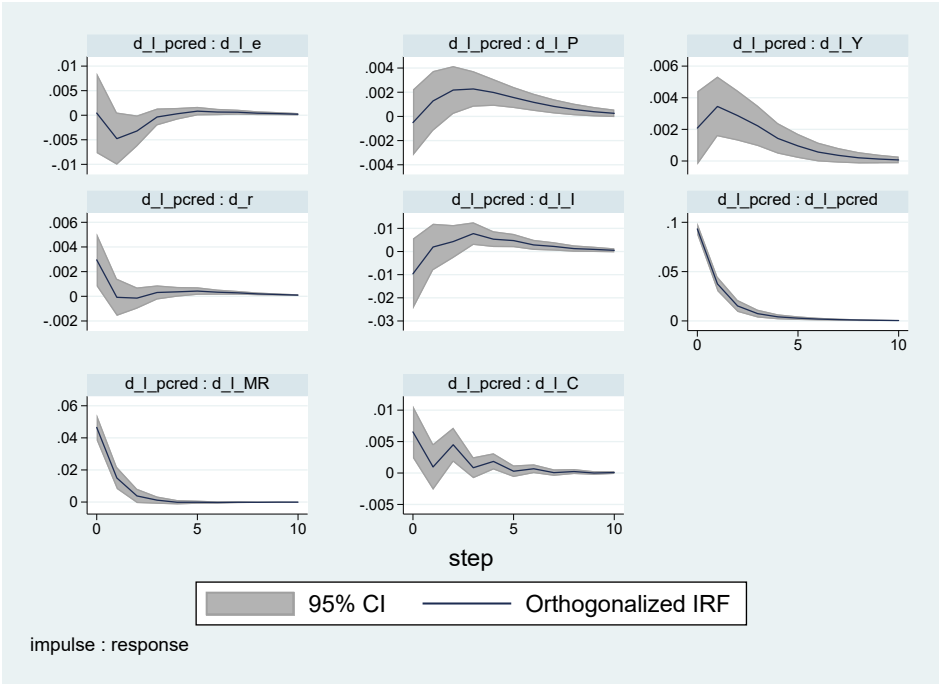 d_l_pcred : d_l_e
d_l_pcred : d_l_P
d_l_pcred : d_l_Y
.01
.005
0
-.005
-.01
.004
.002
0
-.002
-.004
.006
.004
.002
0
d_l_pcred : d_r
d_l_pcred : d_l_I
d_l_pcred : d_l_pcred
.006
.004
.002
0
-.002
.01
0
-.01
-.02
-.03
.1
.05
0
0 5 10
d_l_pcred : d_l_MR
d_l_pcred : d_l_C
.06
.04
.02
0
0 5 10
.01
.005
0
-.005
0 5 10
step
95% CI
Orthogonalized IRF
impulse : response